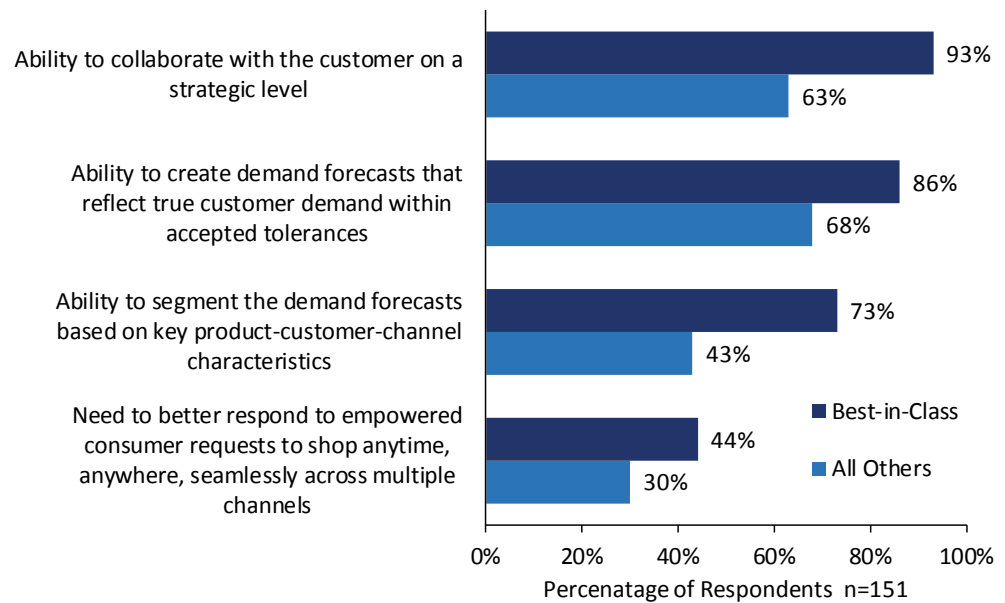 Ability to collaborate with the customer on a
strategic level
93%
63%
Ability to create demand forecasts that
reflect true customer demand within
accepted tolerances
86%
68%
Ability to segment the demand forecasts
based on key product-customer-channel
characteristics
73%
43%
Need to better respond to empowered
consumer requests to shop anytime,
anywhere, seamlessly across multiple
channels
44%
30%
Best-in-Class
All Others
0% 20% 40% 60% 80% 100%
Percenatage of Respondents n=151